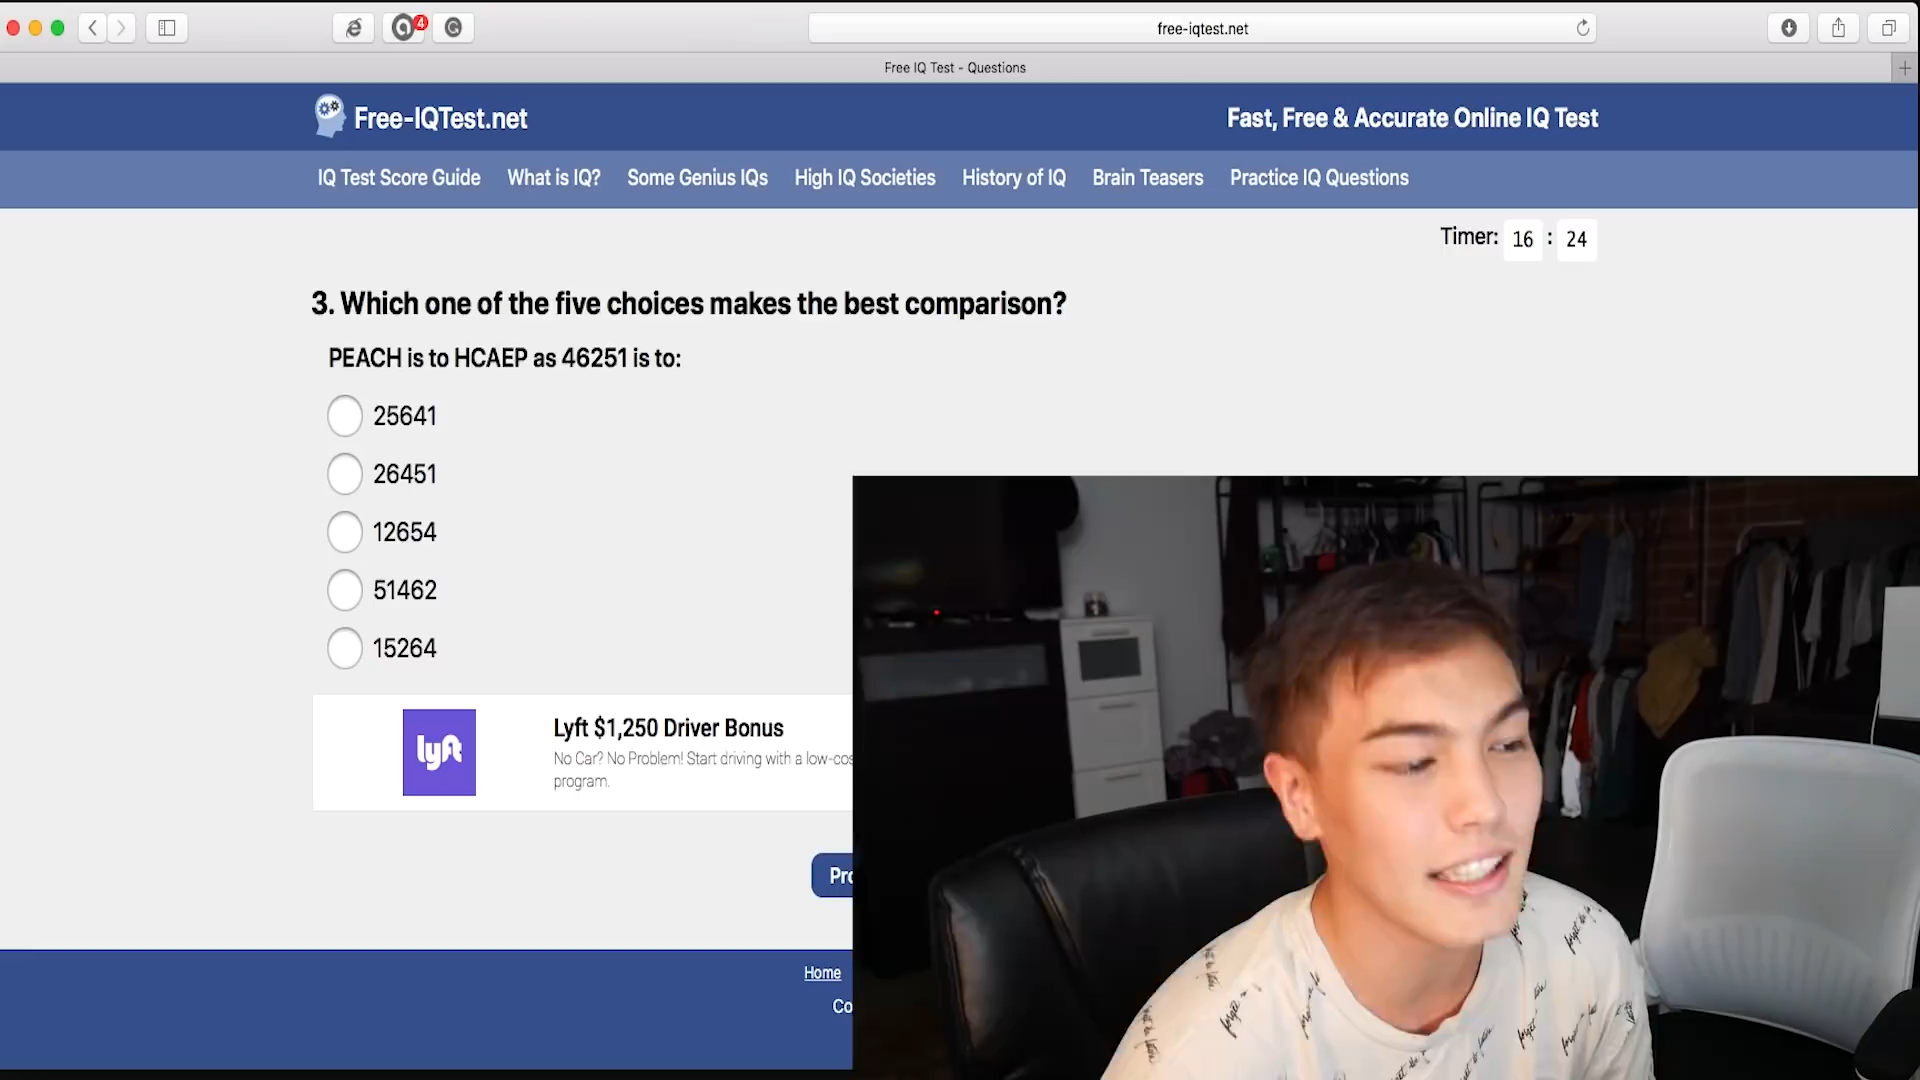 4
free-iqtest.net
Free IQ Test - Questions
Free-IQTest.net
Fast, Free & Accurate Online IQ Test
IQ Test Score Guide What is IQ? Some Genius IQs High IQ Societies History of IQ Brain Teasers Practice IQ Questions
Timer: 16 : 24
3. Which one of the five choices makes the best comparison?
PEACH is to HCAEP as 46251 is to:
25641
26451
12654
51462
15264
lyft
Lyft $1,250 Driver Bonus
No Car? No Problem! Start driving with a low-cos
program.
Pro
Home
Co